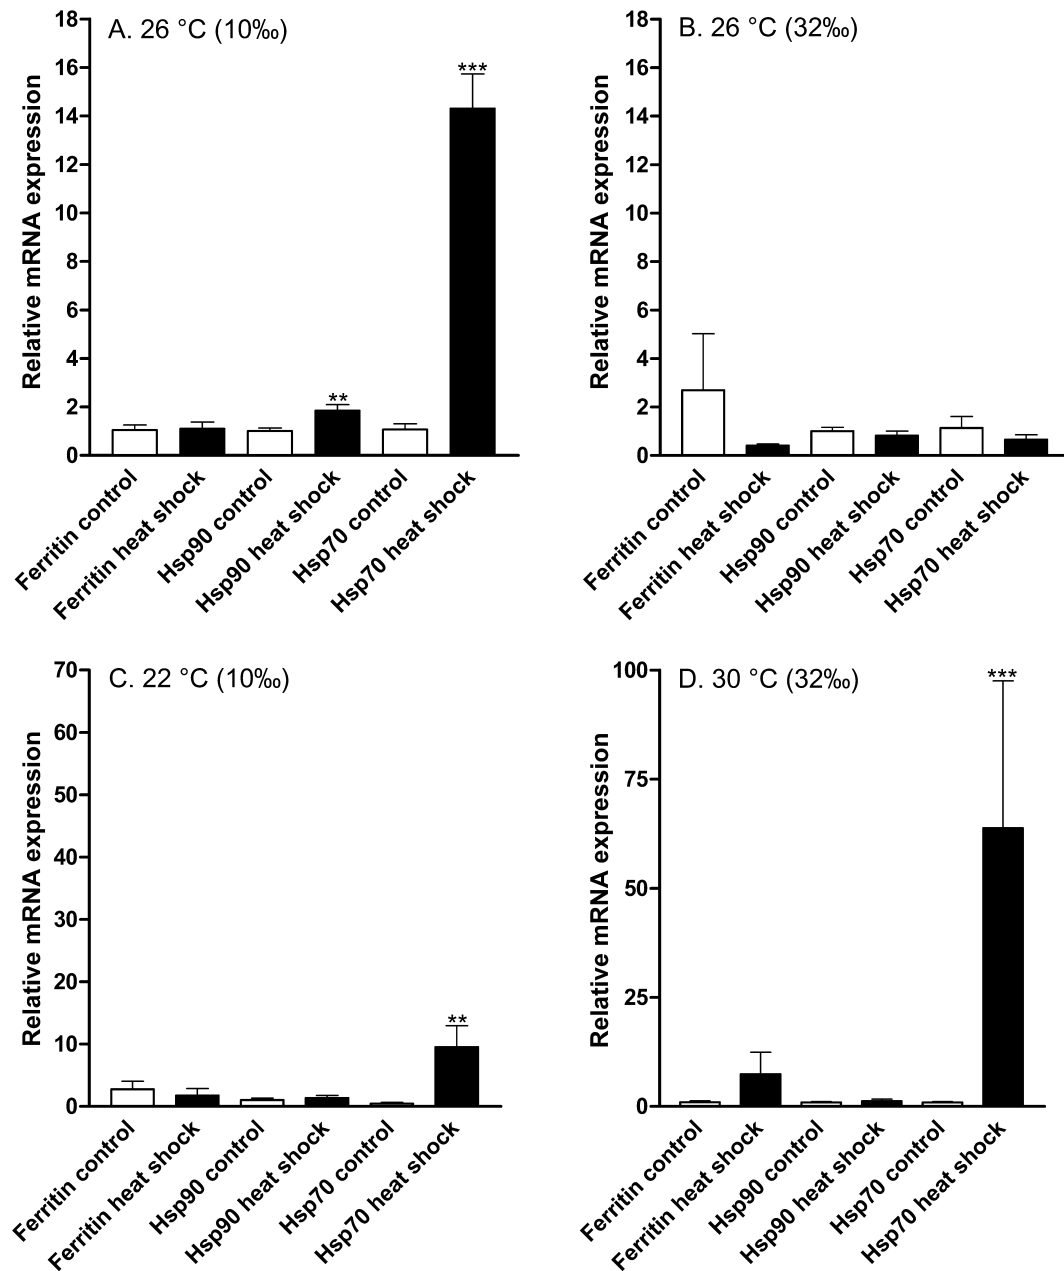 A. 26 °C (10‰)
Relative mRNA expression
18
16
14
12
10
8
6
4
2
0
**
***
Ferritin control
Ferritin heat shock
Hsp90 control
Hsp90 heat shock
Hsp70 control
Hsp70 heat shock
B. 26 °C (32‰)
Relative mRNA expression
18
16
14
12
10
8
6
4
2
0
Ferritin control
Ferritin heat shock
Hsp90 control
Hsp90 heat shock
Hsp70 control
Hsp70 heat shock
C. 22 °C (10‰)
Relative mRNA expression
70
60
50
40
30
20
10
0
**
Ferritin control
Ferritin heat shock
Hsp90 control
Hsp90 heat shock
Hsp70 control
Hsp70 heat shock
D. 30 °C (32‰)
Relative mRNA expression
100
75
50
25
0
***
Ferritin control
Ferritin heat shock
Hsp90 control
Hsp90 heat shock
Hsp70 control
Hsp70 heat shock